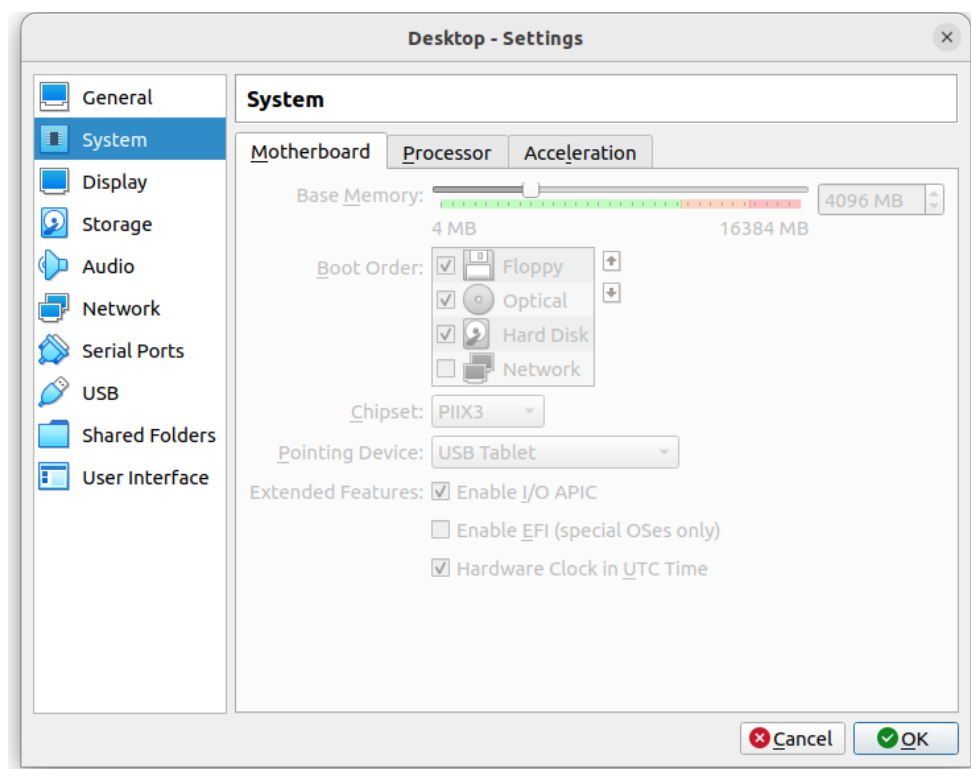 Desktop - Settings
General
System
Display
Storage
Audio
Network
Serial Ports
USB
Shared Folders
User Interface
System
Motherboard Processor Acceleration
Base Memory: 4096 MB
4 MB 16384 MB
Boot Order: Floppy
Optical
Hard Disk
Network
Chipset: PIIX3
Pointing Device: USB Tablet
Extended Features: Enable I/O APIC
Enable EFI (special OSes only)
Hardware Clock in UTC Time
Cancel OK